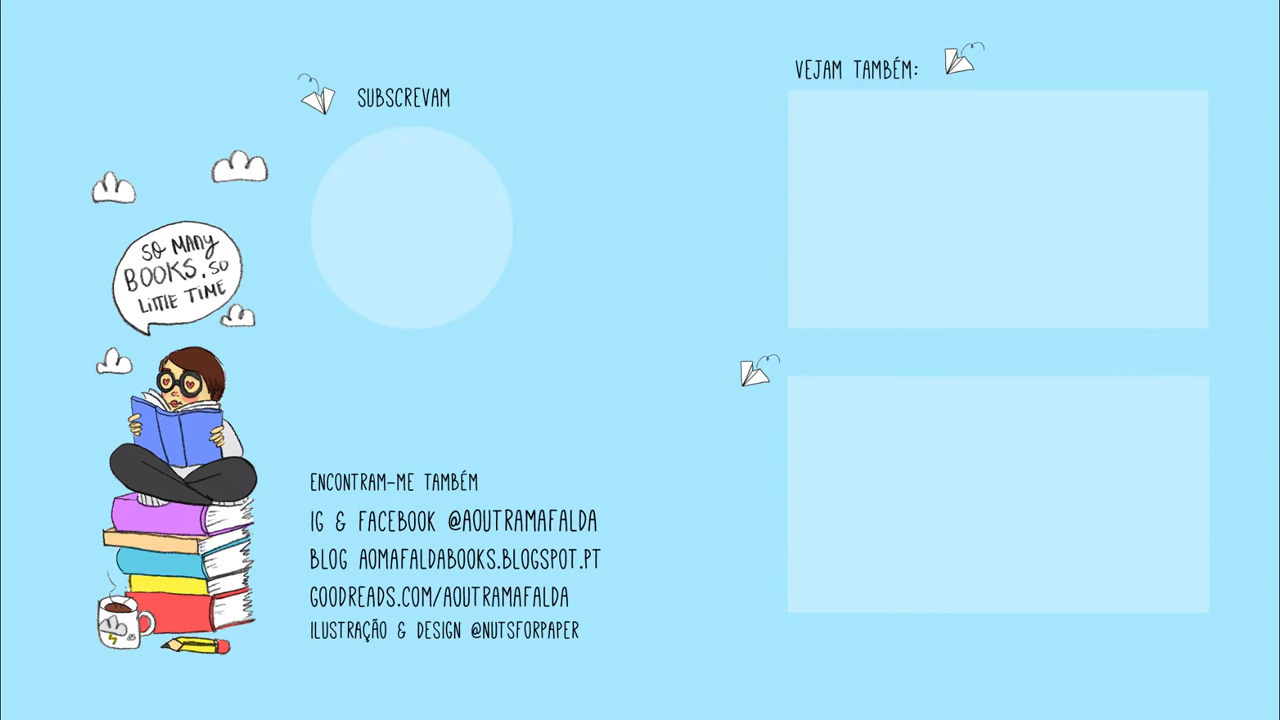 SUBSCREVAM
VEJAM TAMBÉM:
SO MANY
BOOKS, SO
LITTLE TIME
ENCONTRAM-ME TAMBÉM
IG & FACEBOOK @AOUTRAMAFALDA
BLOG AOMAFALDABOOKS.BLOGSPOT.PT
GOODREADS.COM/AOUTRAMAFALDA
ILUSTRAÇÃO & DESIGN @NUTSFORPAPER